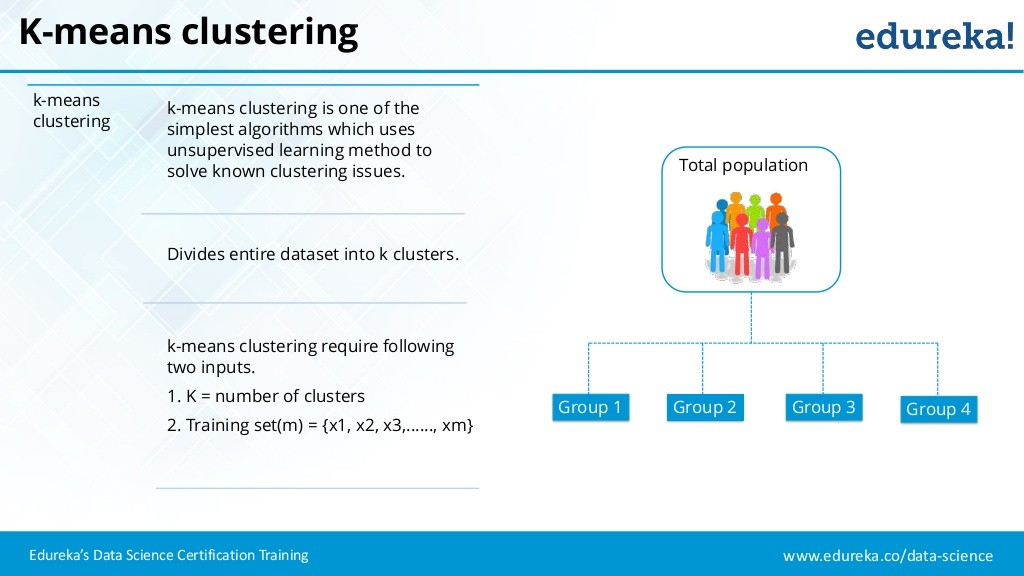 K-means clustering
edureka!
k-means
clustering
k-means clustering is one of the
simplest algorithms which uses
unsupervised learning method to
solve known clustering issues.
Divides entire dataset into k clusters.
k-means clustering require following
two inputs.
1. K = number of clusters
2. Training set(m) = {x1, x2, x3,......, xm}
Total population
Group 1
Group 2
Group 3
Group 4
Edureka’s Data Science Certification Training
www.edureka.co/data-science